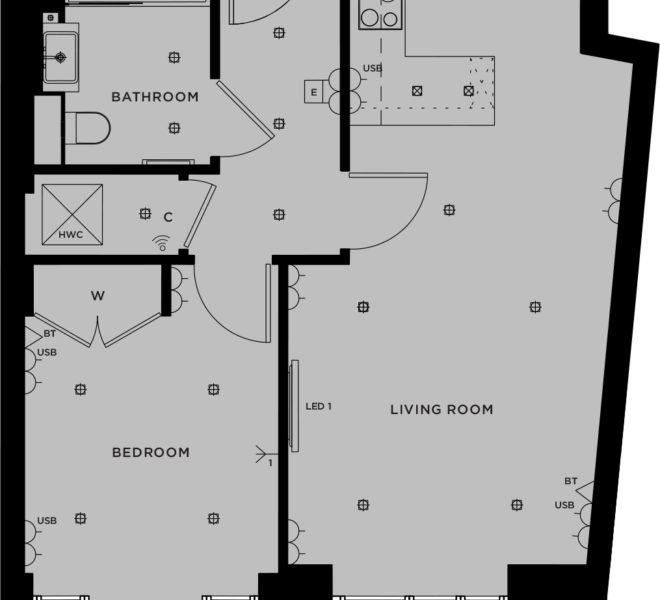 USB
E
BATHROOM
C
HWC
W
BT
USB
LED 1
LIVING ROOM
BEDROOM
1
BT
USB
USB